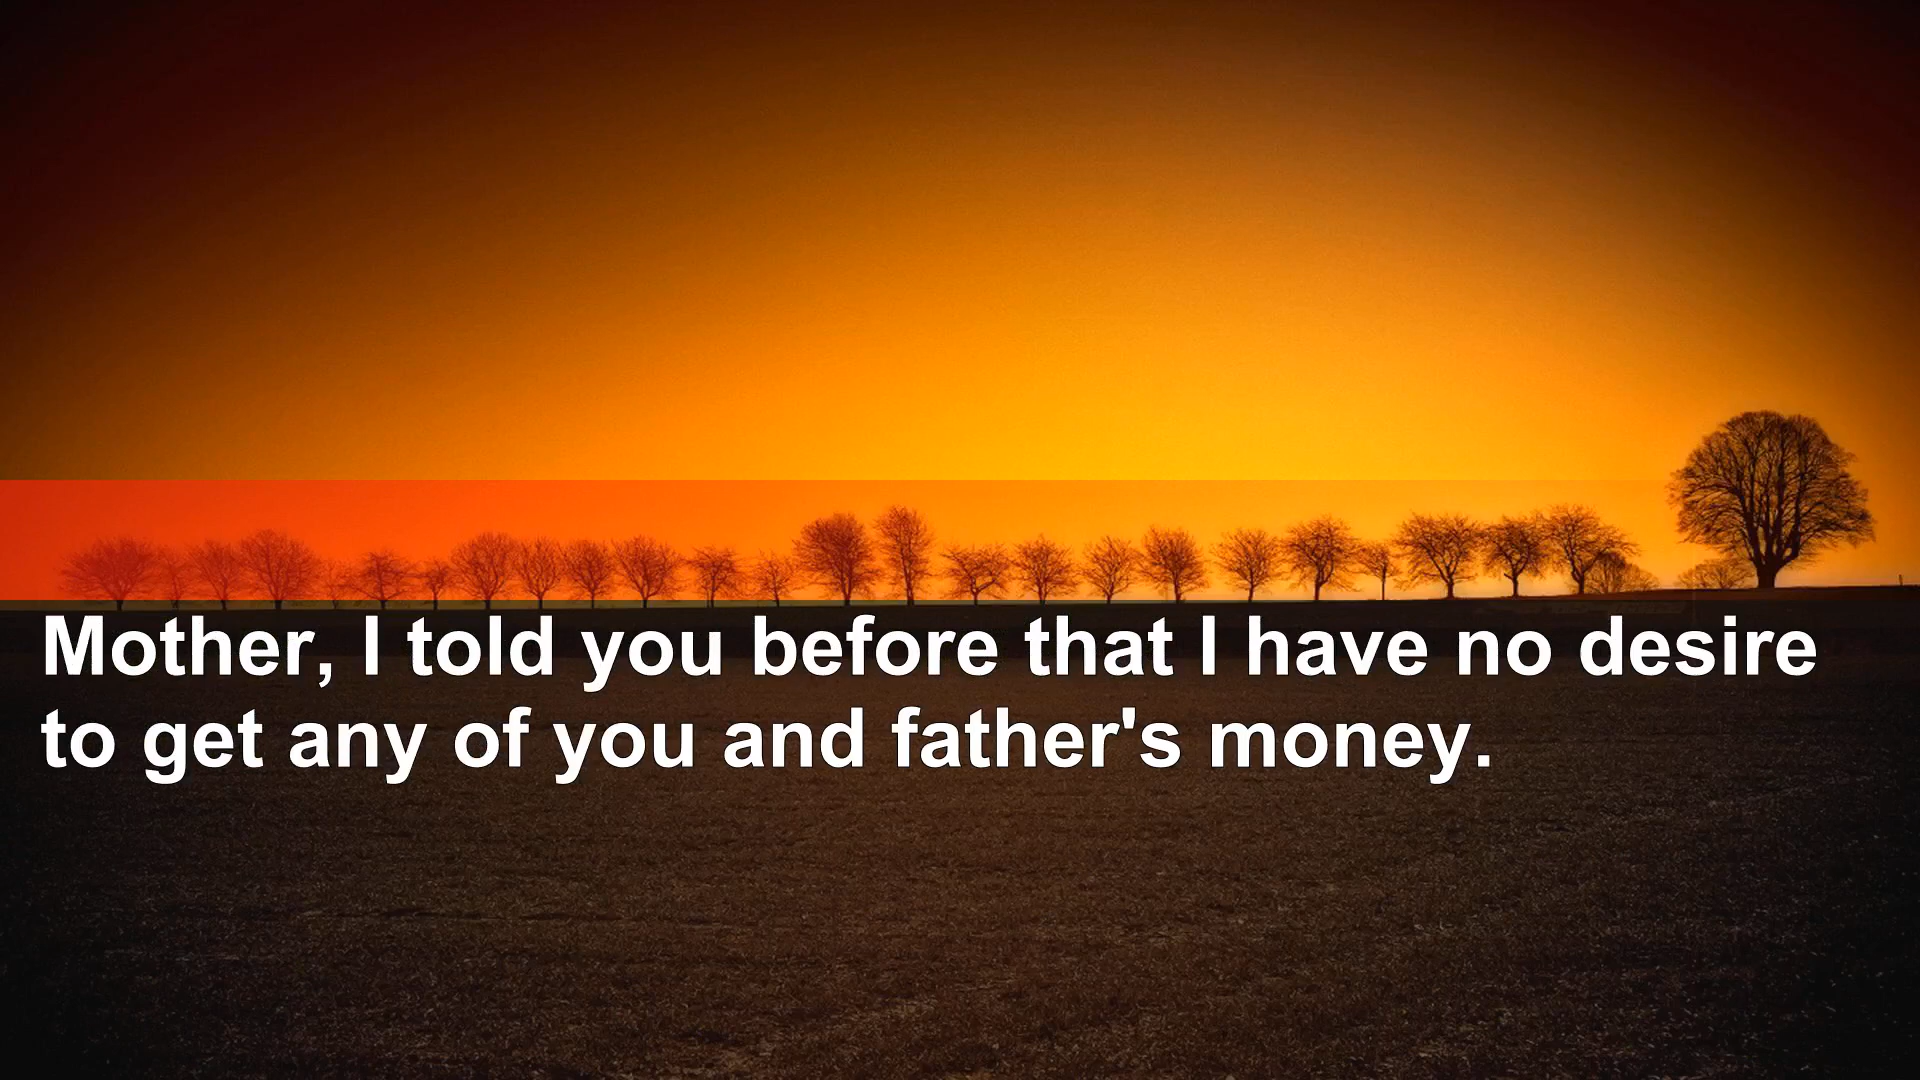 Mother, I told you before that I have no desire
to get any of you and father's money.